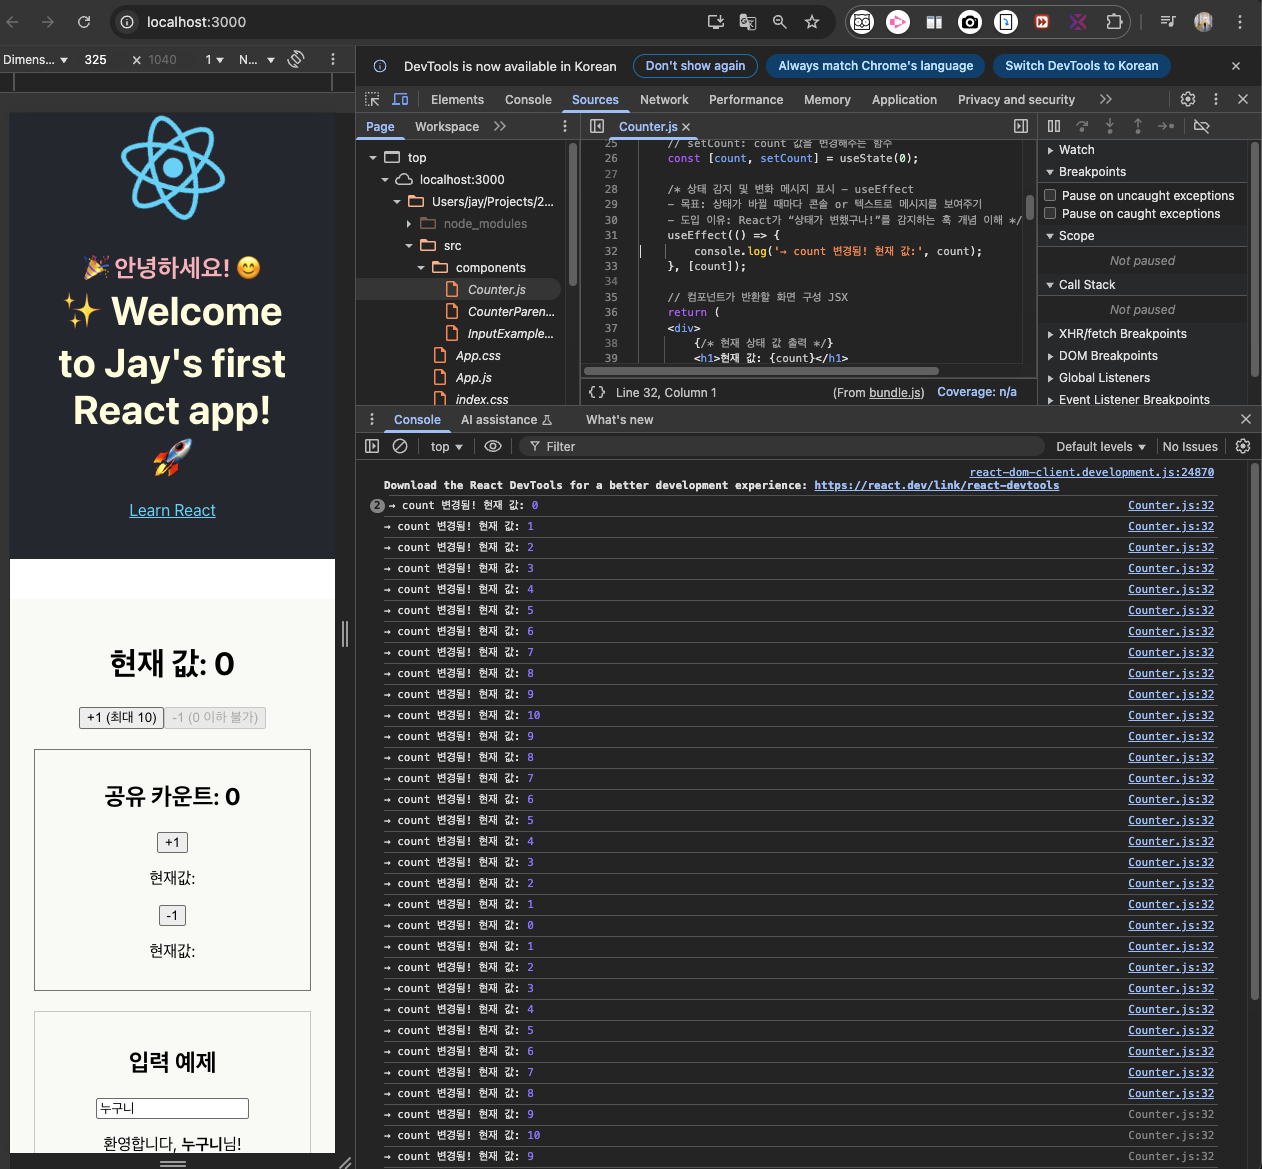 localhost:3000
Dimens...
325
×
1040
1
N...
DevTools is now available in Korean
Don't show again
Always match Chrome's language
Switch DevTools to Korean
Elements
Console
Sources
Network
Performance
Memory
Application
Privacy and security
Page
Workspace
Counter.js
top
localhost:3000
Users/jay/Projects/2...
node_modules
src
components
Counter.js
CounterParen...
InputExample...
App.css
App.js
index.css
25 // setCount: count 값을 변경해주는 함수
26 const [count, setCount] = useState(0);
27
28 /* 상태 감지 및 변화 메시지 표시 – useEffect
29 – 목표: 상태가 바뀔 때마다 콘솔 or 텍스트로 메시지를 보여주기
30 – 도입 이유: React가 “상태가 변했구나!”를 감지하는 훅 개념 이해 */
31 useEffect(() => {
32 console.log('→ count 변경됨! 현재 값:', count);
33 }, [count]);
34
35 // 컴포넌트가 반환할 화면 구성 JSX
36 return (
37 <div>
38 {/* 현재 상태 값 출력 */}
39 <h1>현재 값: {count}</h1>
{ } Line 32, Column 1
(From bundle.js)
Coverage: n/a
Watch
Breakpoints
Pause on uncaught exceptions
Pause on caught exceptions
Scope
Not paused
Call Stack
Not paused
XHR/fetch Breakpoints
DOM Breakpoints
Global Listeners
Event Listener Breakpoints
Console
AI assistance
What's new
top
Filter
Default levels
No Issues
react-dom-client.development.js:24870
Download the React DevTools for a better development experience: https://react.dev/link/react-devtools
2 → count 변경됨! 현재 값: 0 Counter.js:32
→ count 변경됨! 현재 값: 1 Counter.js:32
→ count 변경됨! 현재 값: 2 Counter.js:32
→ count 변경됨! 현재 값: 3 Counter.js:32
→ count 변경됨! 현재 값: 4 Counter.js:32
→ count 변경됨! 현재 값: 5 Counter.js:32
→ count 변경됨! 현재 값: 6 Counter.js:32
→ count 변경됨! 현재 값: 7 Counter.js:32
→ count 변경됨! 현재 값: 8 Counter.js:32
→ count 변경됨! 현재 값: 9 Counter.js:32
→ count 변경됨! 현재 값: 10 Counter.js:32
→ count 변경됨! 현재 값: 9 Counter.js:32
→ count 변경됨! 현재 값: 8 Counter.js:32
→ count 변경됨! 현재 값: 7 Counter.js:32
→ count 변경됨! 현재 값: 6 Counter.js:32
→ count 변경됨! 현재 값: 5 Counter.js:32
→ count 변경됨! 현재 값: 4 Counter.js:32
→ count 변경됨! 현재 값: 3 Counter.js:32
→ count 변경됨! 현재 값: 2 Counter.js:32
→ count 변경됨! 현재 값: 1 Counter.js:32
→ count 변경됨! 현재 값: 0 Counter.js:32
→ count 변경됨! 현재 값: 1 Counter.js:32
→ count 변경됨! 현재 값: 2 Counter.js:32
→ count 변경됨! 현재 값: 3 Counter.js:32
→ count 변경됨! 현재 값: 4 Counter.js:32
→ count 변경됨! 현재 값: 5 Counter.js:32
→ count 변경됨! 현재 값: 6 Counter.js:32
→ count 변경됨! 현재 값: 7 Counter.js:32
→ count 변경됨! 현재 값: 8 Counter.js:32
→ count 변경됨! 현재 값: 9 Counter.js:32
→ count 변경됨! 현재 값: 10 Counter.js:32
→ count 변경됨! 현재 값: 9 Counter.js:32
🎉 안녕하세요! 😊
✨ Welcome
to Jay's first
React app!
🚀
Learn React
현재 값: 0
+1 (최대 10)
-1 (0 이하 불가)
공유 카운트: 0
+1
현재값:
-1
현재값:
입력 예제
누구니
환영합니다, 누구니님!